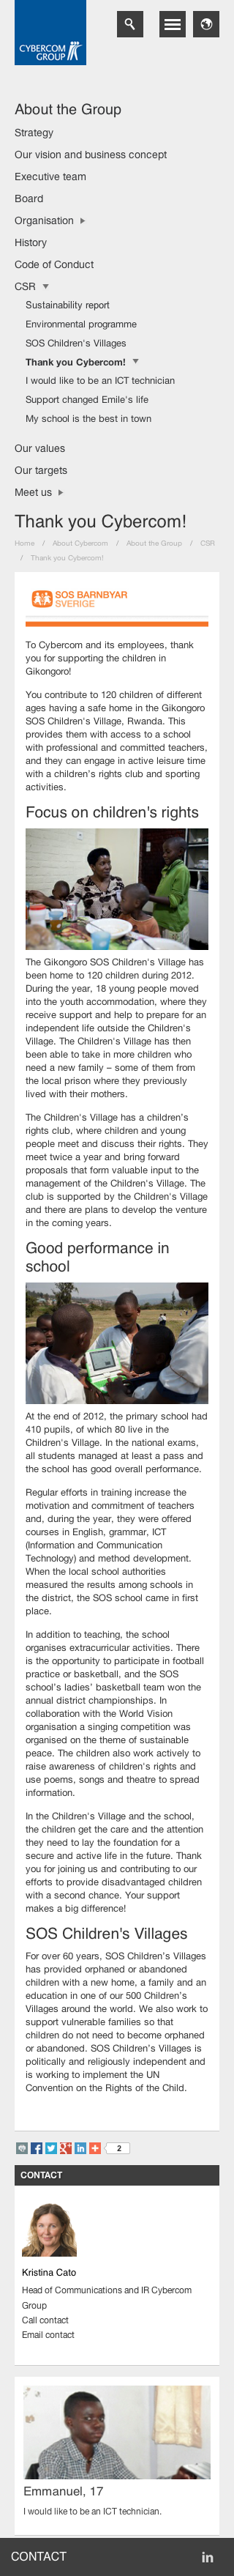 CYBERCOM
GROUP
About the Group
Strategy
Our vision and business concept
Executive team
Board
Organisation
History
Code of Conduct
CSR
Sustainability report
Environmental programme
SOS Children's Villages
Thank you Cybercom!
I would like to be an ICT technician
Support changed Emile's life
My school is the best in town
Our values
Our targets
Meet us
Thank you Cybercom!
Home / About Cybercom / About the Group / CSR
/ Thank you Cybercom!
SOS BARNBYAR
SVERIGE
To Cybercom and its employees, thank
you for supporting the children in
Gikongoro!
You contribute to 120 children of different
ages having a safe home in the Gikongoro
SOS Children's Village, Rwanda. This
provides them with access to a school
with professional and committed teachers,
and they can engage in active leisure time
with a children's rights club and sporting
activities.
Focus on children's rights
The Gikongoro SOS Children's Village has
been home to 120 children during 2012.
During the year, 18 young people moved
into the youth accommodation, where they
receive support and help to prepare for an
independent life outside the Children's
Village. The Children's Village has then
been able to take in more children who
need a new family – some of them from
the local prison where they previously
lived with their mothers.
The Children's Village has a children's
rights club, where children and young
people meet and discuss their rights. They
meet twice a year and bring forward
proposals that form valuable input to the
management of the Children's Village. The
club is supported by the Children's Village
and there are plans to develop the venture
in the coming years.
Good performance in
school
At the end of 2012, the primary school had
410 pupils, of which 80 live in the
Children's Village. In the national exams,
all students managed at least a pass and
the school has good overall performance.
Regular efforts in training increase the
motivation and commitment of teachers
and, during the year, they were offered
courses in English, grammar, ICT
(Information and Communication
Technology) and method development.
When the local school authorities
measured the results among schools in
the district, the SOS school came in first
place.
In addition to teaching, the school
organises extracurricular activities. There
is the opportunity to participate in football
practice or basketball, and the SOS
school's ladies' basketball team won the
annual district championships. In
collaboration with the World Vision
organisation a singing competition was
organised on the theme of sustainable
peace. The children also work actively to
raise awareness of children's rights and
use poems, songs and theatre to spread
information.
In the Children's Village and the school,
the children get the care and the attention
they need to lay the foundation for a
secure and active life in the future. Thank
you for joining us and contributing to our
efforts to provide disadvantaged children
with a second chance. Your support
makes a big difference!
SOS Children's Villages
For over 60 years, SOS Children's Villages
has provided orphaned or abandoned
children with a new home, a family and an
education in one of our 500 Children's
Villages around the world. We also work to
support vulnerable families so that
children do not need to become orphaned
or abandoned. SOS Children's Villages is
politically and religiously independent and
is working to implement the UN
Convention on the Rights of the Child.
2
CONTACT
Kristina Cato
Head of Communications and IR Cybercom
Group
Call contact
Email contact
Emmanuel, 17
I would like to be an ICT technician.
CONTACT
in